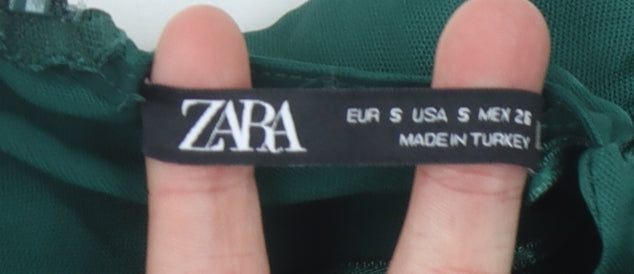 ZARA
EUR S USA S MEX 26
MADE IN TURKEY